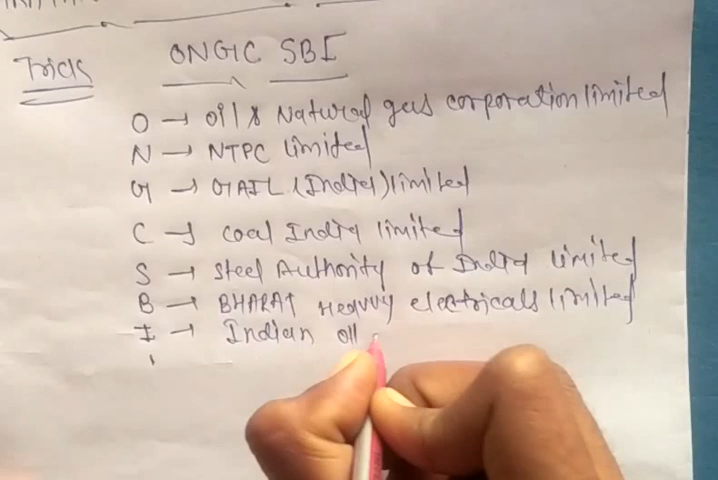 Trick ONGC SBI
O → Oil & Natural gas corporation limited
N → NTPC Limited
G → GAIL (India) limited
C → coal India limited
S → Steel Authority of India limited
B → BHARAT Heavvy electricals limited
I → Indian oil